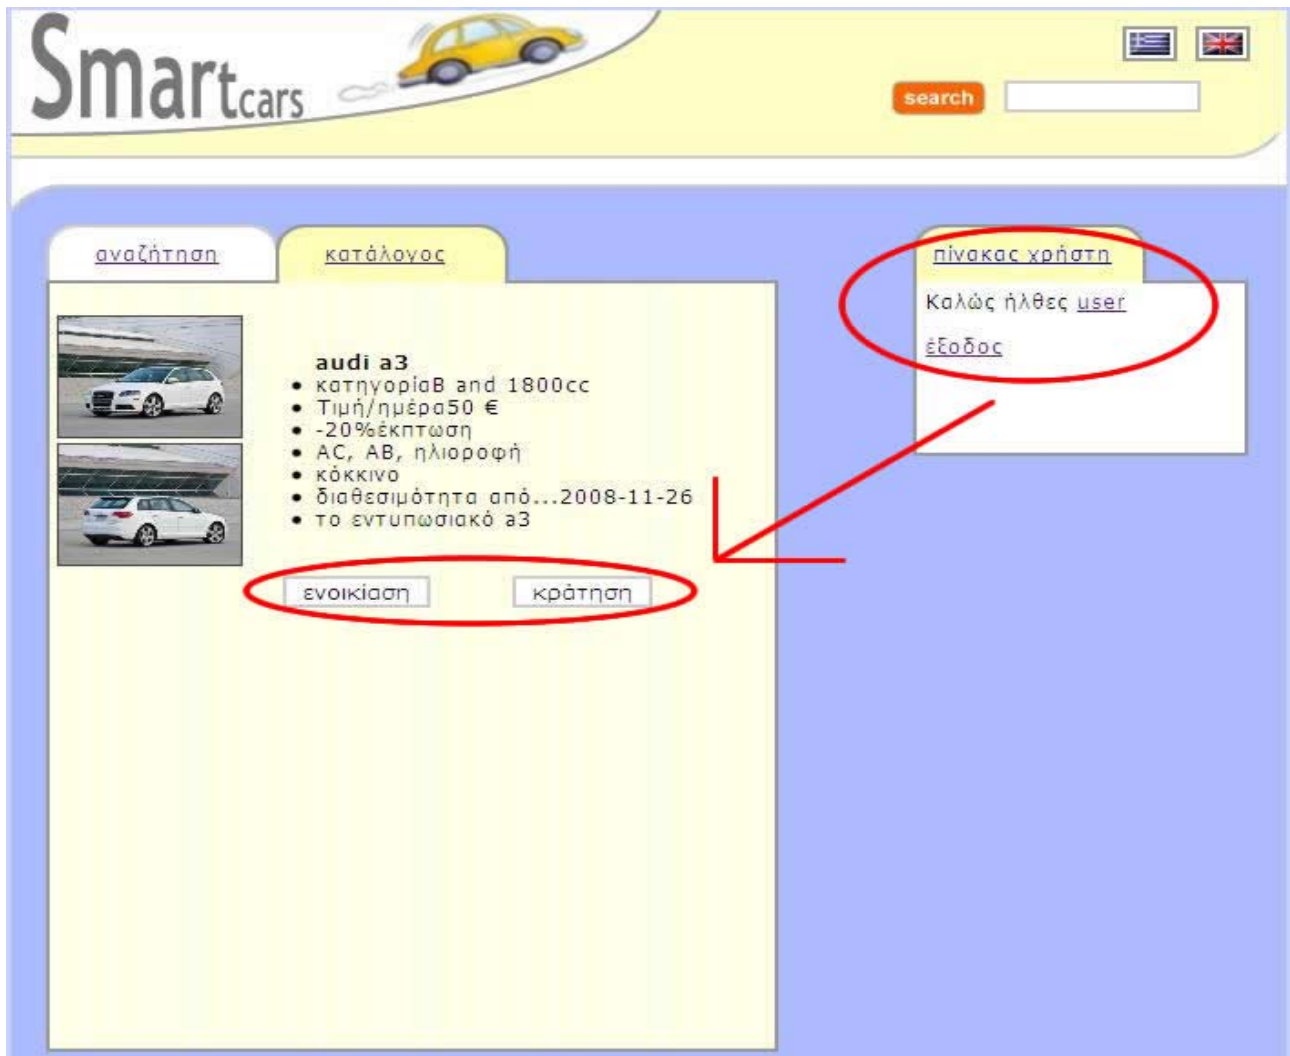 Smartcars
search
αναζήτηση
κατάλογος
πίνακας χρήστη
Καλώς ήλθες user
έξοδος
audi a3
κατηγορίαB and 1800cc
Τιμή/ημέρα50 €
-20%έκπτωση
AC, AB, ηλιοροφή
κόκκινο
διαθεσιμότητα από...2008-11-26
το εντυπωσιακό a3
ενοικίαση
κράτηση